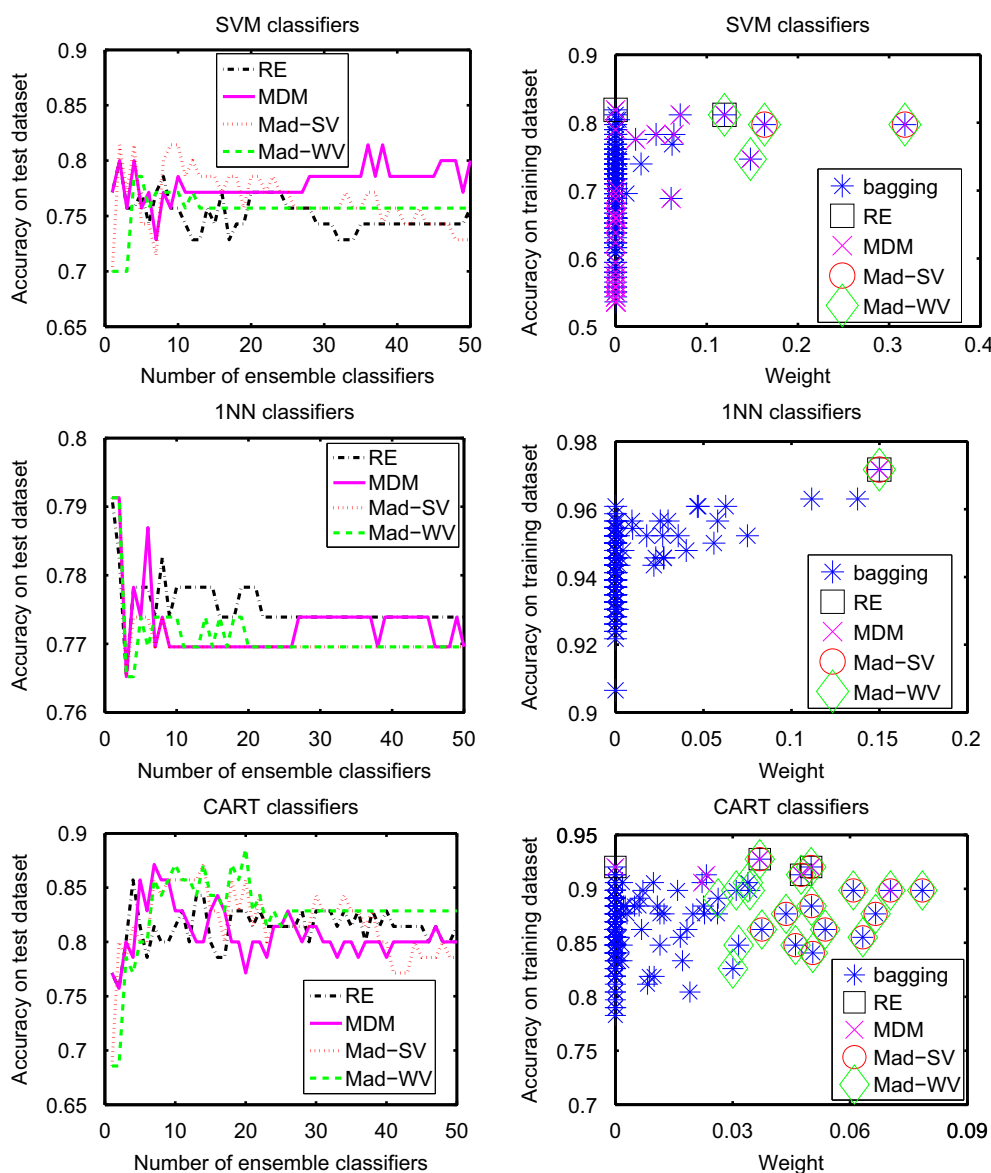 SVM classifiers
0.9
0.85
0.8
0.75
0.7
0.65
0 10 20 30 40 50
Accuracy on test dataset
Number of ensemble classifiers
RE
MDM
Mad-SV
Mad-WV
SVM classifiers
0.9
0.8
0.7
0.6
0.5
0 0.1 0.2 0.3 0.4
Accuracy on training dataset
Weight
bagging
RE
MDM
Mad-SV
Mad-WV
1NN classifiers
0.8
0.79
0.78
0.77
0.76
0 10 20 30 40 50
Accuracy on test dataset
Number of ensemble classifiers
RE
MDM
Mad-SV
Mad-WV
1NN classifiers
0.98
0.96
0.94
0.92
0.9
0 0.05 0.1 0.15 0.2
Accuracy on training dataset
Weight
bagging
RE
MDM
Mad-SV
Mad-WV
CART classifiers
0.9
0.85
0.8
0.75
0.7
0.65
0 10 20 30 40 50
Accuracy on test dataset
Number of ensemble classifiers
RE
MDM
Mad-SV
Mad-WV
CART classifiers
0.95
0.9
0.85
0.8
0.75
0.7
0 0.03 0.06 0.09
Accuracy on training dataset
Weight
bagging
RE
MDM
Mad-SV
Mad-WV